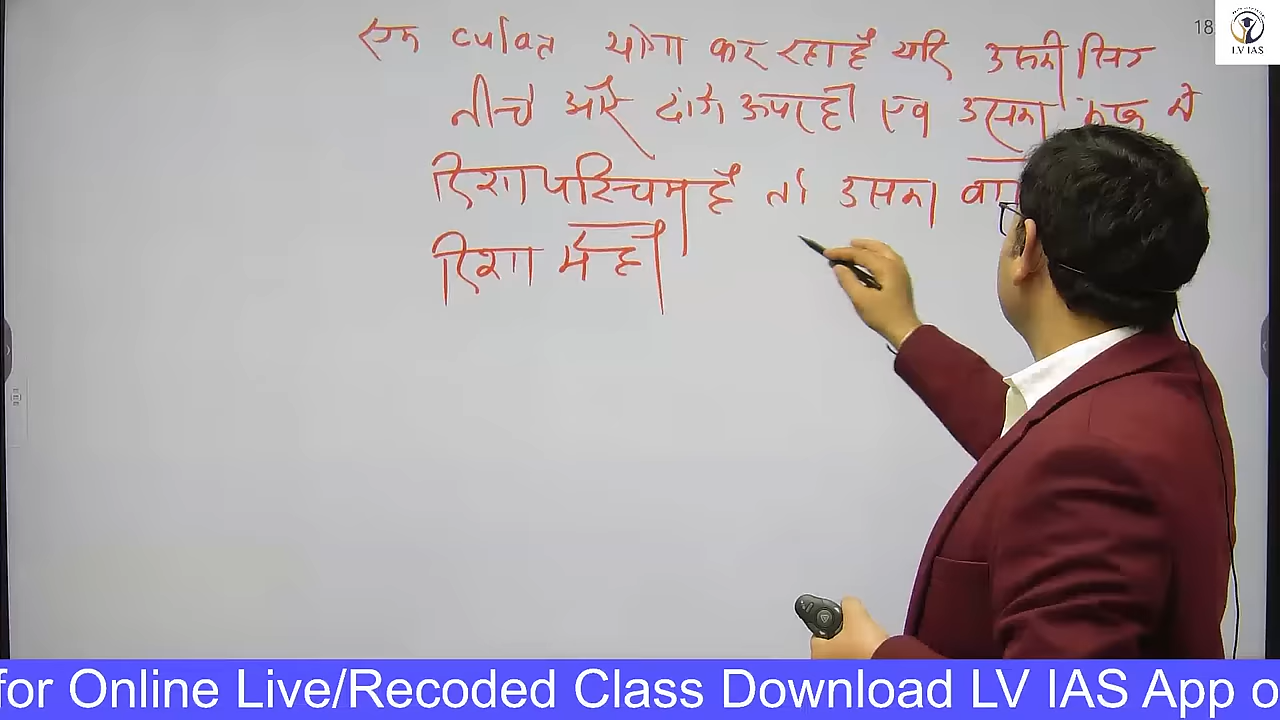 एक व्यक्ति योगा कर रहा है यदि उसकी सिर
नीचे और टांगे ऊपर हो एवं उसका मुख
दिशा पश्चिम है तो उसका
दिशा में हो
18
LV IAS
for Online Live/Recoded Class Download LV IAS App o